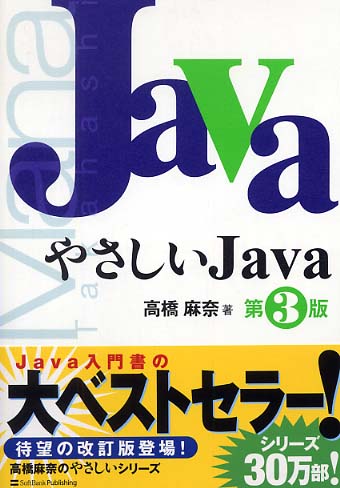 Java
Mana
Takahashi
やさしいJava
高橋 麻奈 著
第3版
Java入門書の
大ベストセラー!
待望の改訂版登場!
シリーズ
30万部!
高橋麻奈のやさしいシリーズ
SoftBank Publishing